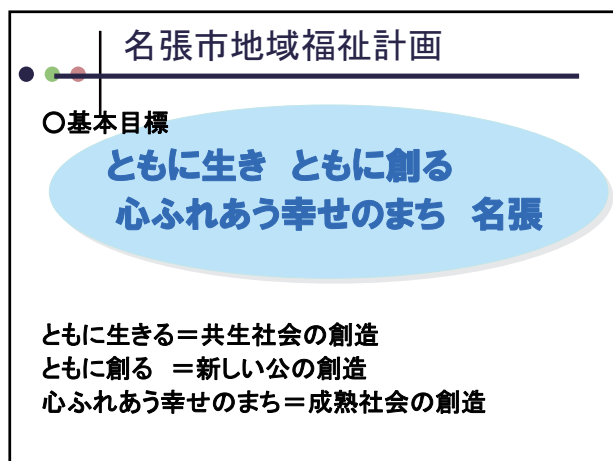 名張市地域福祉計画
○基本目標
ともに生き　ともに創る
心ふれあう幸せのまち　名張
ともに生きる＝共生社会の創造
ともに創る　＝新しい公の創造
心ふれあう幸せのまち＝成熟社会の創造